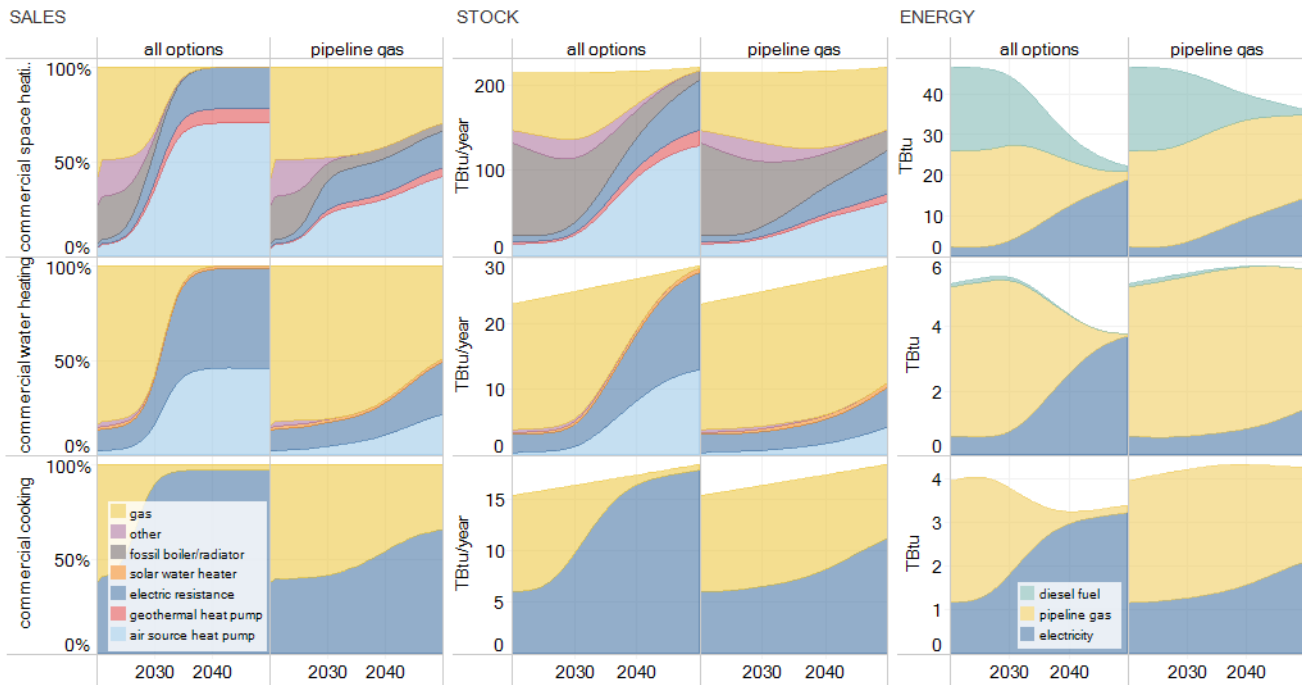 SALES
STOCK
ENERGY
all options
pipeline gas
all options
pipeline gas
all options
pipeline gas
commercial space heati..
100%
50%
0%
TBtu/year
200
100
0
TBtu
40
30
20
10
0
commercial water heating
100%
50%
0%
TBtu/year
30
20
10
0
TBtu
6
4
2
0
commercial cooking
100%
50%
0%
gas
other
fossil boiler/radiator
solar water heater
electric resistance
geothermal heat pump
air source heat pump
TBtu/year
15
10
5
0
TBtu
4
3
2
1
0
diesel fuel
pipeline gas
electricity
2030 2040 2030 2040 2030 2040 2030 2040 2030 2040 2030 2040